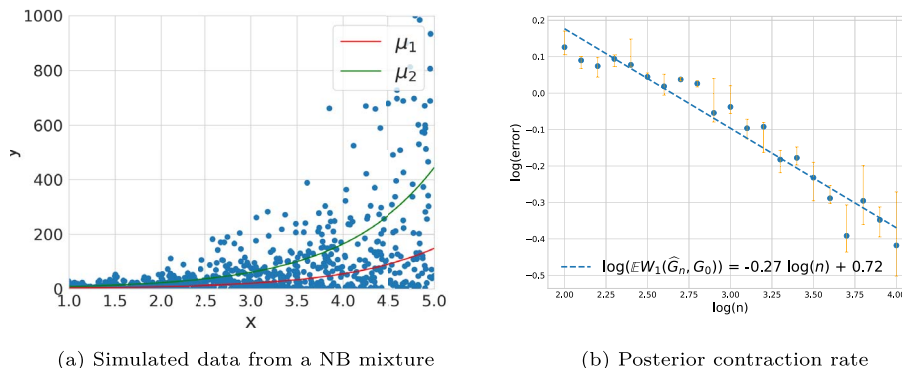 1000
800
600
400
200
0
y
1.0 1.5 2.0 2.5 3.0 3.5 4.0 4.5 5.0
x
μ₁
μ₂
(a) Simulated data from a NB mixture
0.2
0.1
0.0
−0.1
−0.2
−0.3
−0.4
−0.5
log(error)
log(𝔼W₁(Ĝₙ, G₀)) = -0.27 log(n) + 0.72
2.00 2.25 2.50 2.75 3.00 3.25 3.50 3.75 4.00
log(n)
(b) Posterior contraction rate